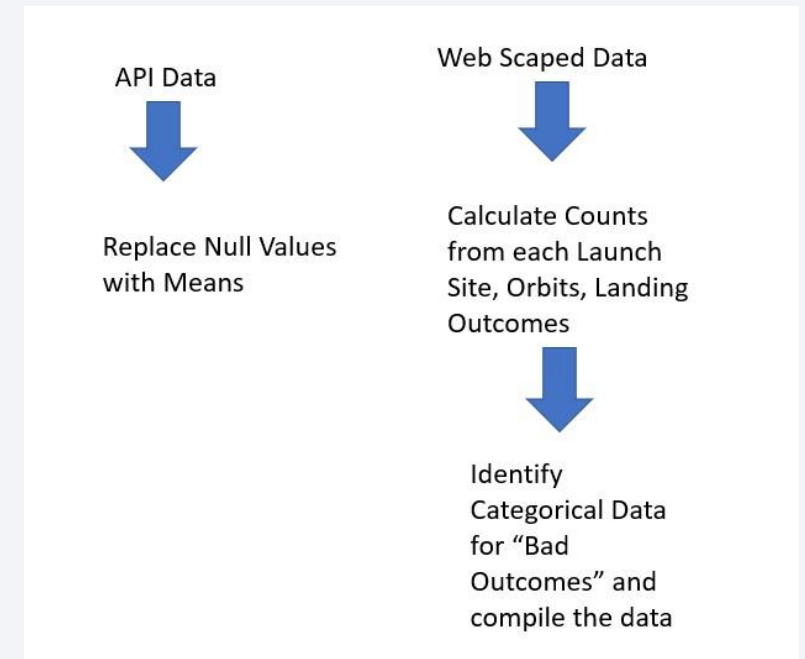 API Data
Replace Null Values
with Means
Web Scaped Data
Calculate Counts
from each Launch
Site, Orbits, Landing
Outcomes
Identify
Categorical Data
for “Bad
Outcomes” and
compile the data